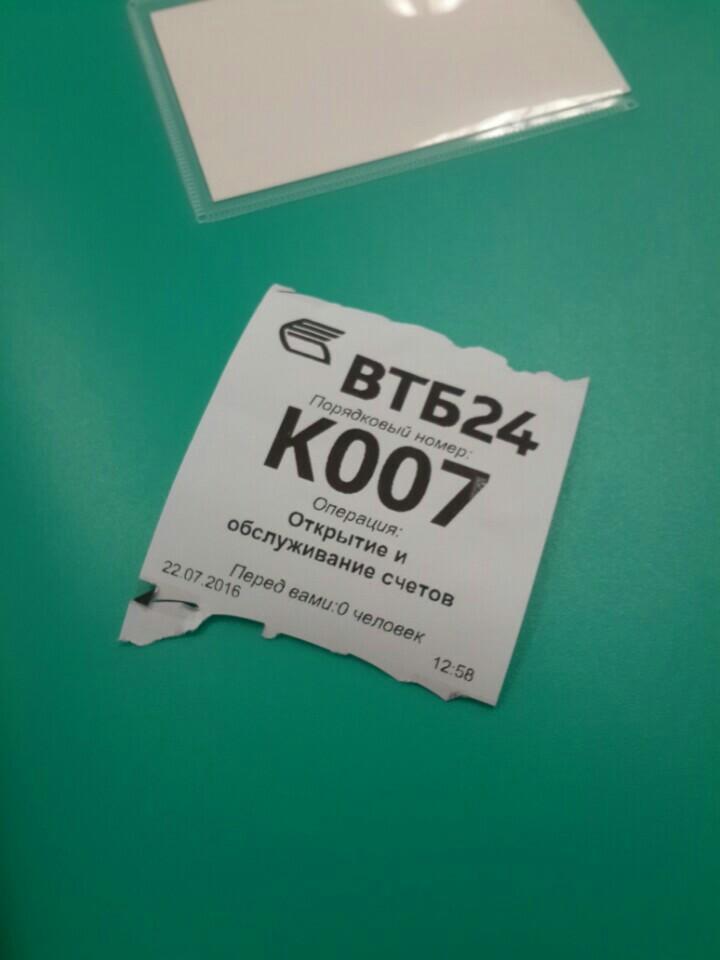 ВТБ24
Порядковый номер:
К007
Операция:
Открытие и
обслуживание счетов
Перед вами:0 человек
22.07.2016
12:58